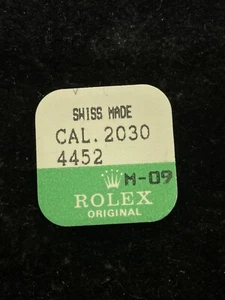 SWISS MADE
CAL. 2030
4452
M-09
ROLEX
ORIGINAL